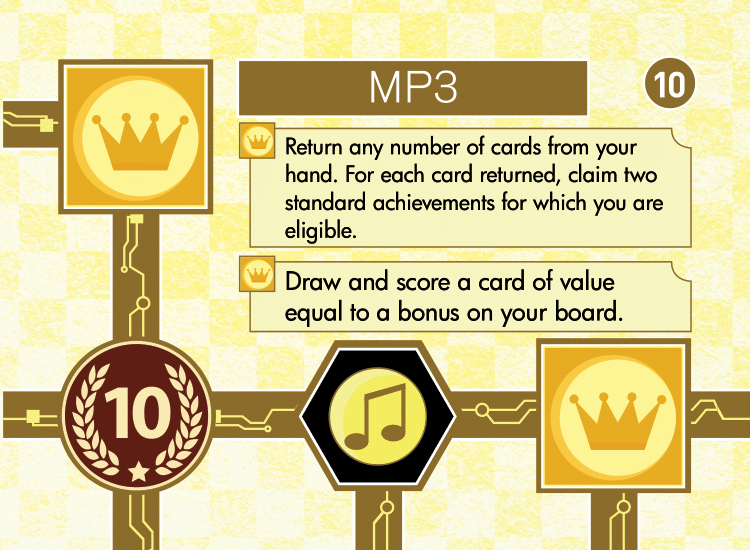 MP3
10
Return any number of cards from your
hand. For each card returned, claim two
standard achievements for which you are
eligible.
Draw and score a card of value
equal to a bonus on your board.
10